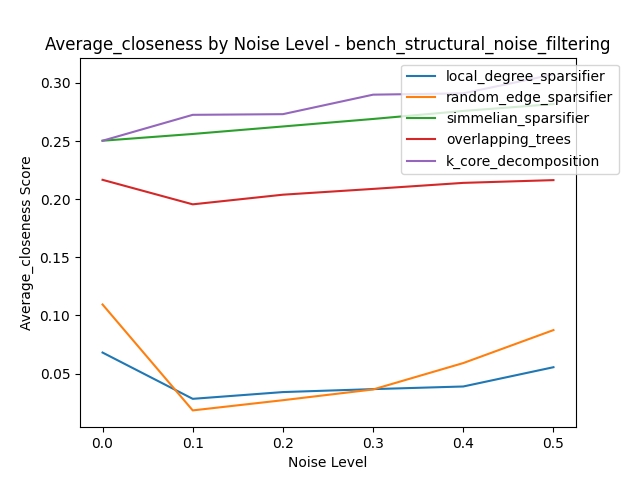 Average_closeness by Noise Level - bench_structural_noise_filtering
local_degree_sparsifier
random_edge_sparsifier
simmelian_sparsifier
overlapping_trees
k_core_decomposition
Average_closeness Score
0.30
0.25
0.20
0.15
0.10
0.05
0.0 0.1 0.2 0.3 0.4 0.5
Noise Level